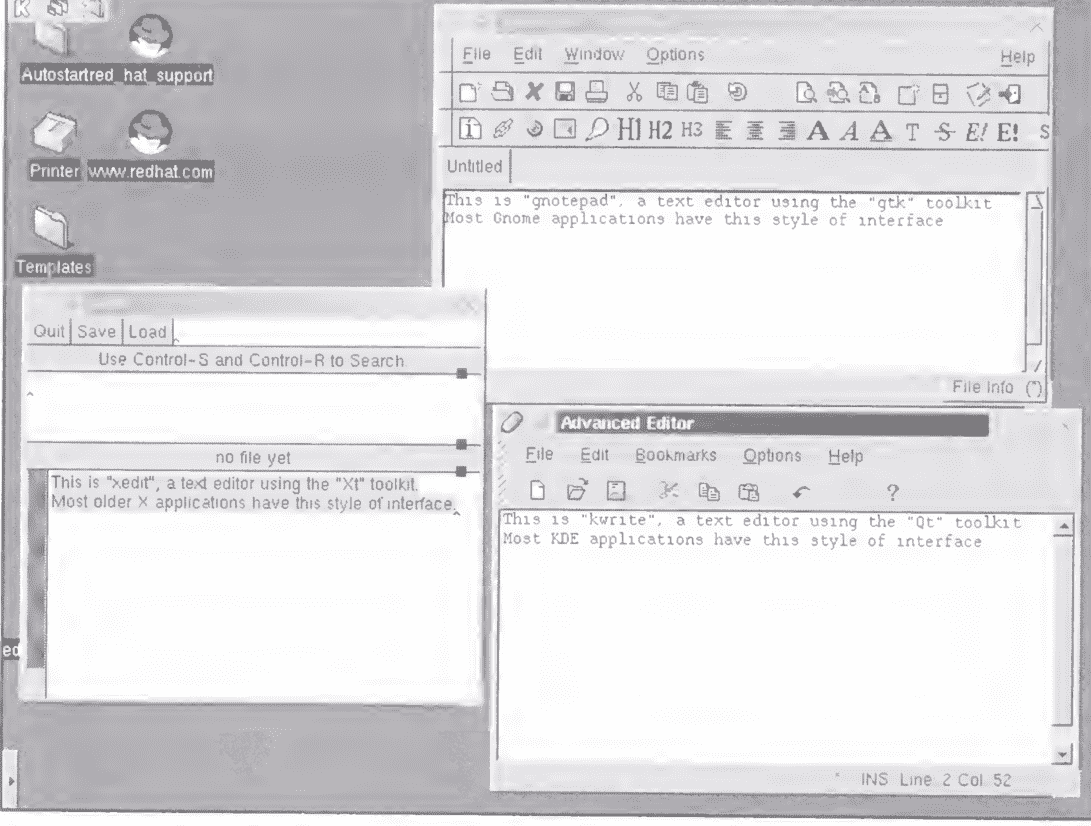 K
Autostart red_hat_support
Printer www.redhat.com
Templates
File Edit Window Options Help
H1 H2 H3 A A A T S E! E! S
Untitled
This is "gnotepad", a text editor using the "gtk" toolkit
Most Gnome applications have this style of interface
File Info (*)
Quit Save Load
Use Control-S and Control-R to Search.
no file yet
This is "xedit", a text editor using the "Xt" toolkit.
Most older X applications have this style of interface.
ed
Advanced Editor
File Edit Bookmarks Options Help
?
This is "kwrite", a text editor using the "Qt" toolkit
Most KDE applications have this style of interface
INS Line 2 Col 52